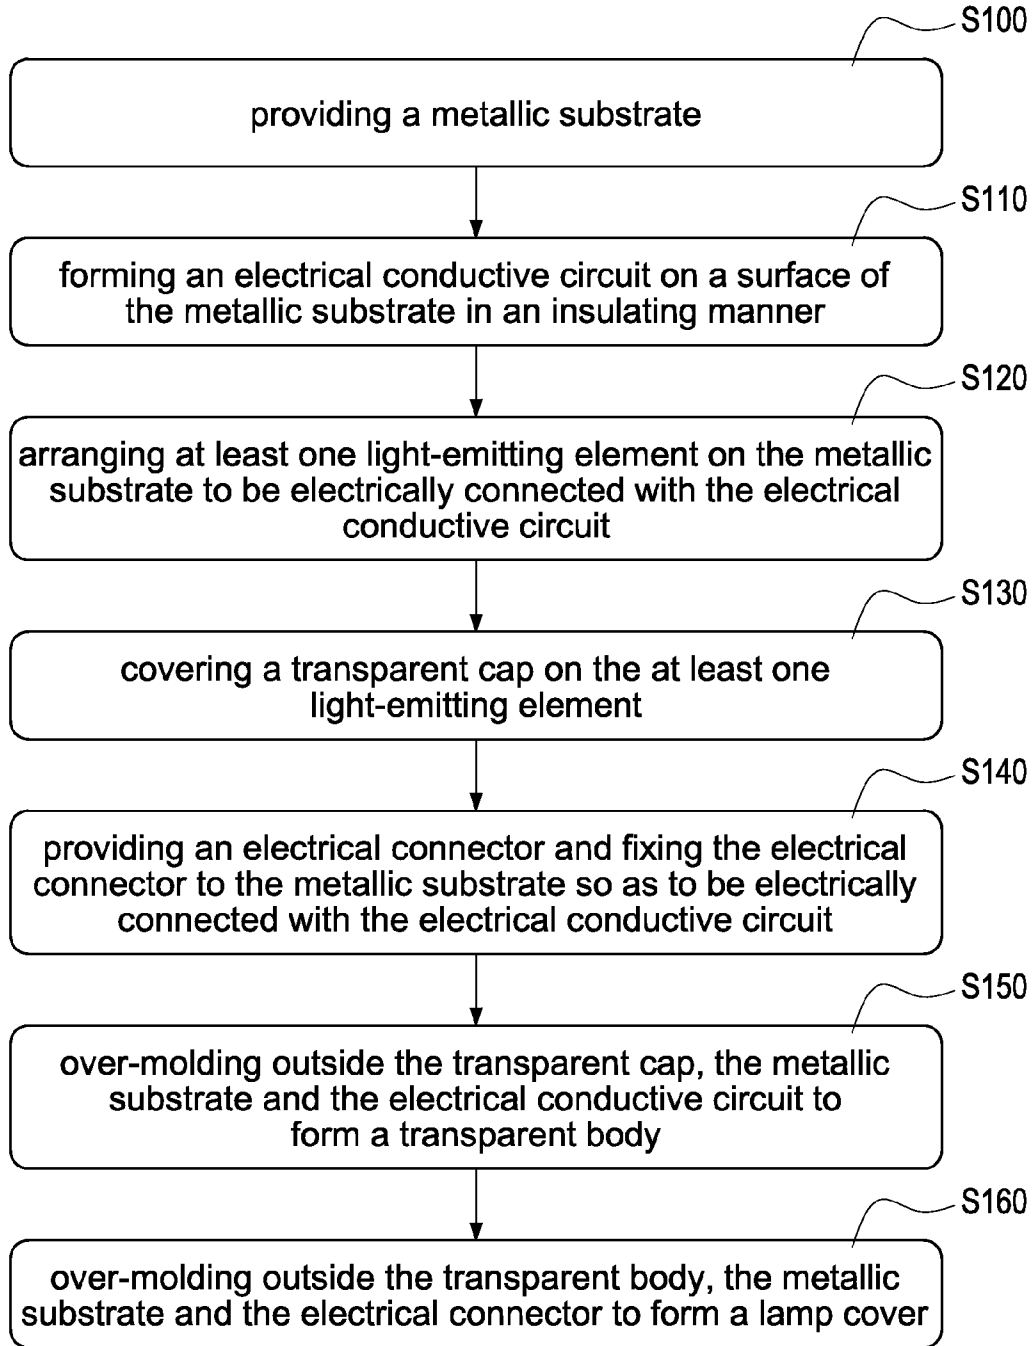 S100
providing a metallic substrate
S110
forming an electrical conductive circuit on a surface of
the metallic substrate in an insulating manner
S120
arranging at least one light-emitting element on the metallic
substrate to be electrically connected with the electrical
conductive circuit
S130
covering a transparent cap on the at least one
light-emitting element
S140
providing an electrical connector and fixing the electrical
connector to the metallic substrate so as to be electrically
connected with the electrical conductive circuit
S150
over-molding outside the transparent cap, the metallic
substrate and the electrical conductive circuit to
form a transparent body
S160
over-molding outside the transparent body, the metallic
substrate and the electrical connector to form a lamp cover